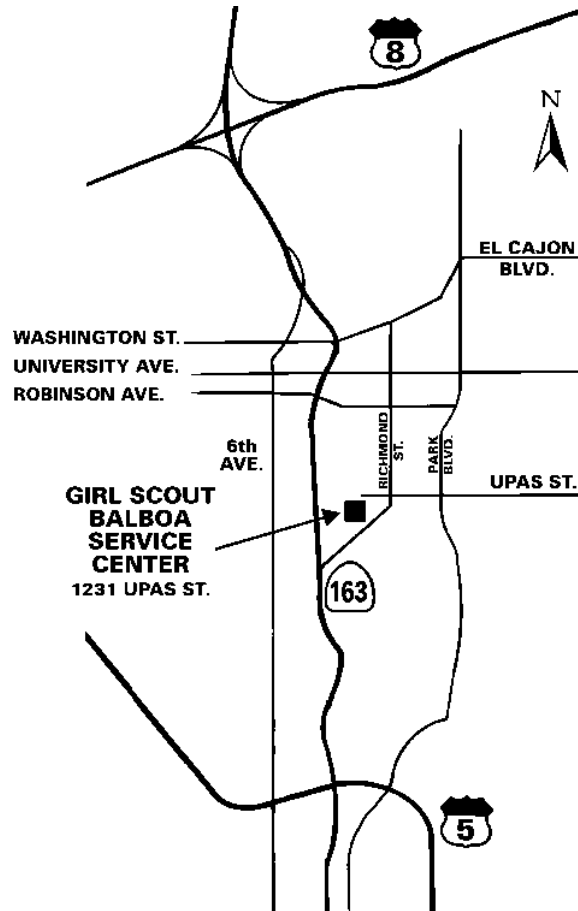 8
N
EL CAJON
BLVD.
WASHINGTON ST.
UNIVERSITY AVE.
ROBINSON AVE.
6th
AVE.
RICHMOND
ST.
PARK
BLVD.
UPAS ST.
GIRL SCOUT
BALBOA
SERVICE
CENTER
1231 UPAS ST.
163
5